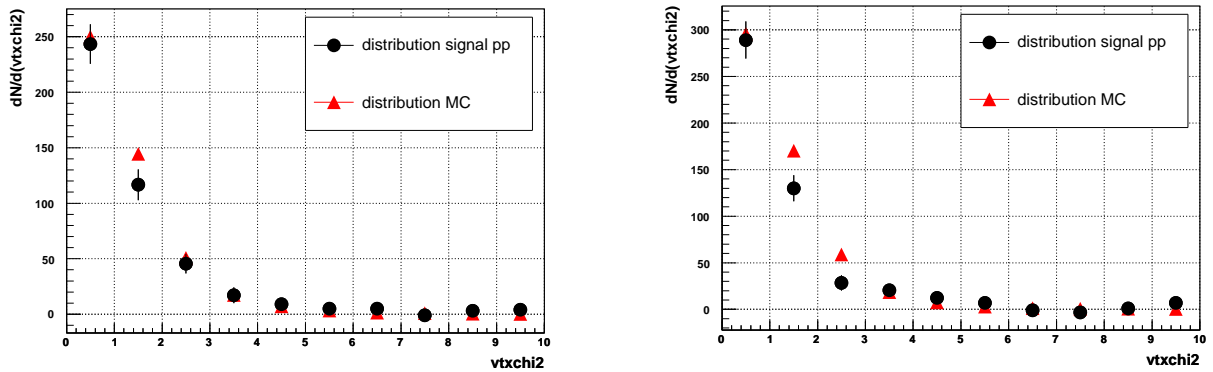 dN/d(vtxchi2)
250
200
150
100
50
0
distribution signal pp
distribution MC
0 1 2 3 4 5 6 7 8 9 10
vtxchi2
dN/d(vtxchi2)
300
250
200
150
100
50
0
distribution signal pp
distribution MC
0 1 2 3 4 5 6 7 8 9 10
vtxchi2